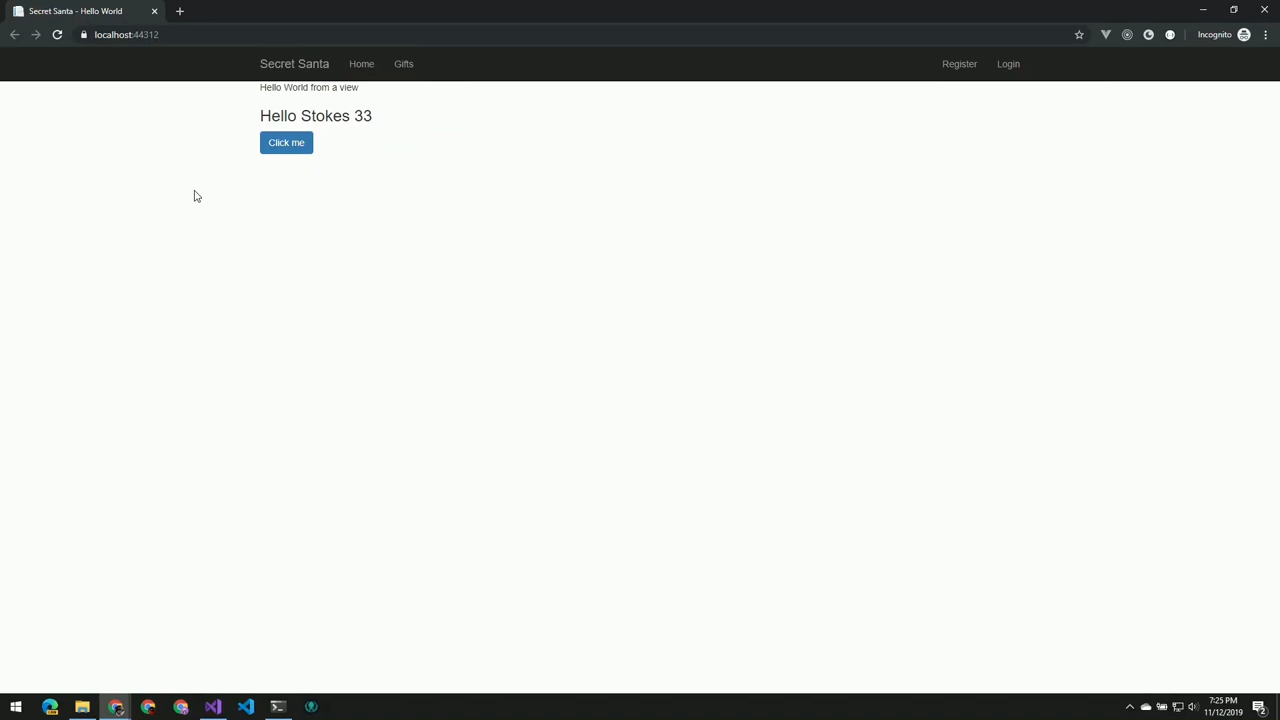 Secret Santa - Hello World
localhost:44312
Incognito
Secret Santa Home Gifts Register Login
Hello World from a view
Hello Stokes 33
Click me
7:25 PM
11/12/2019
2